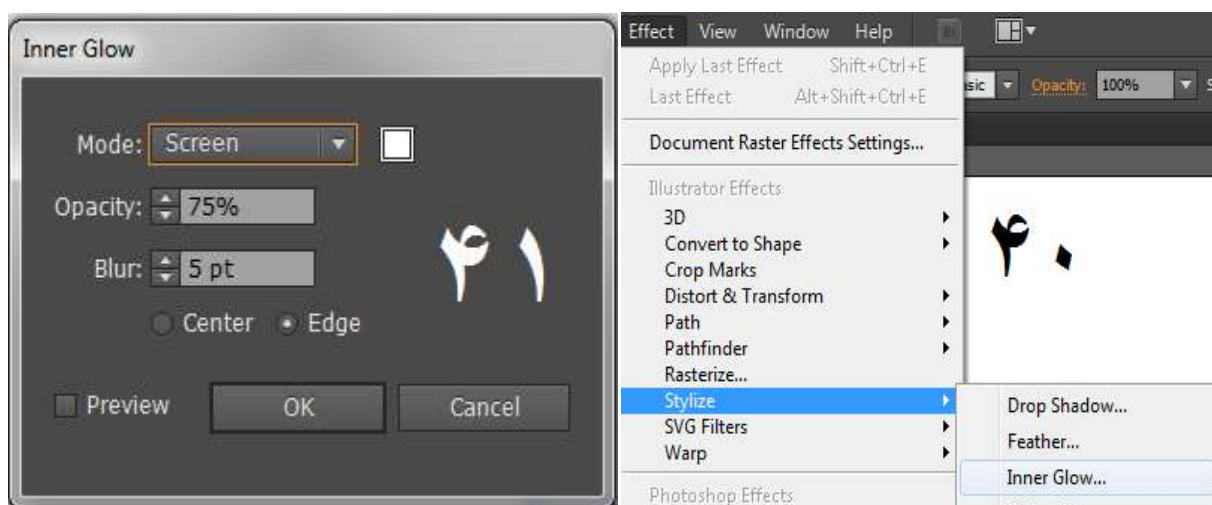 Inner Glow
Mode: Screen
Opacity: 75%
Blur: 5 pt
Center Edge
Preview OK Cancel
۴۱
Effect View Window Help
Apply Last Effect Shift+Ctrl+E
Last Effect Alt+Shift+Ctrl+E
Opacity: 100%
Document Raster Effects Settings...
Illustrator Effects
3D
Convert to Shape
Crop Marks
Distort & Transform
Path
Pathfinder
Rasterize...
Stylize
SVG Filters
Warp
Photoshop Effects
Drop Shadow...
Feather...
Inner Glow...
۴۰